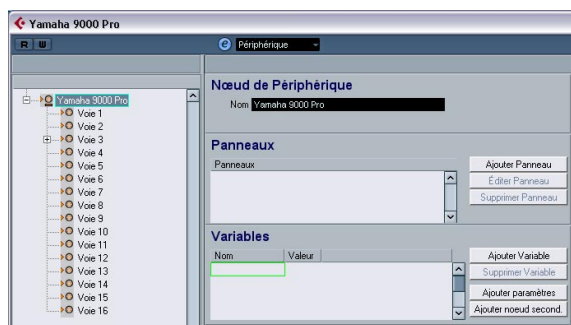 Yamaha 9000 Pro
R W
e Périphérique
Yamaha 9000 Pro
Voie 1
Voie 2
Voie 3
Voie 4
Voie 5
Voie 6
Voie 7
Voie 8
Voie 9
Voie 10
Voie 11
Voie 12
Voie 13
Voie 14
Voie 15
Voie 16
Nœud de Périphérique
Nom Yamaha 9000 Pro
Panneaux
Panneaux
Ajouter Panneau
Éditer Panneau
Supprimer Panneau
Variables
Nom Valeur
Ajouter Variable
Supprimer Variable
Ajouter paramètres
Ajouter noeud second.